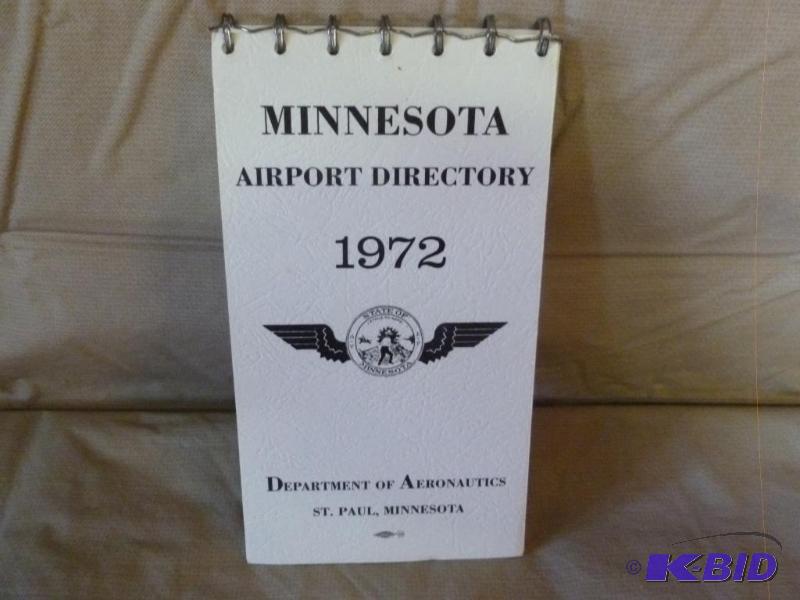 MINNESOTA
AIRPORT DIRECTORY
1972
STATE OF
MINNESOTA
DEPARTMENT OF AERONAUTICS
ST. PAUL, MINNESOTA
© K-BID